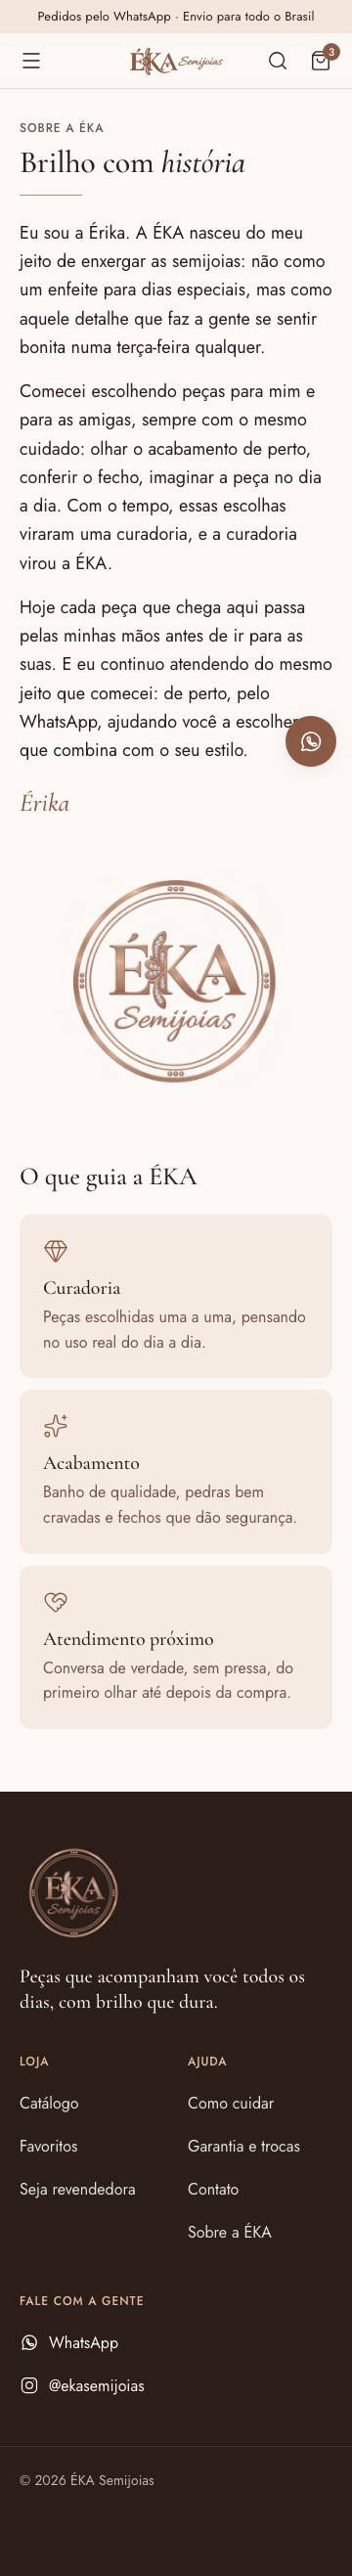 Pedidos pelo WhatsApp · Envio para todo o Brasil
ÉKA Semijoias
3
SOBRE A ÉKA
Brilho com história
Eu sou a Érika. A ÉKA nasceu do meu
jeito de enxergar as semijoias: não como
um enfeite para dias especiais, mas como
aquele detalhe que faz a gente se sentir
bonita numa terça-feira qualquer.
Comecei escolhendo peças para mim e
para as amigas, sempre com o mesmo
cuidado: olhar o acabamento de perto,
conferir o fecho, imaginar a peça no dia
a dia. Com o tempo, essas escolhas
viraram uma curadoria, e a curadoria
virou a ÉKA.
Hoje cada peça que chega aqui passa
pelas minhas mãos antes de ir para as
suas. E eu continuo atendendo do mesmo
jeito que comecei: de perto, pelo
WhatsApp, ajudando você a escolher
que combina com o seu estilo.
Érika
ÉKA
Semijoias
O que guia a ÉKA
Curadoria
Peças escolhidas uma a uma, pensando
no uso real do dia a dia.
Acabamento
Banho de qualidade, pedras bem
cravadas e fechos que dão segurança.
Atendimento próximo
Conversa de verdade, sem pressa, do
primeiro olhar até depois da compra.
ÉKA
Semijoias
Peças que acompanham você todos os
dias, com brilho que dura.
LOJA
Catálogo
Favoritos
Seja revendedora
AJUDA
Como cuidar
Garantia e trocas
Contato
Sobre a ÉKA
FALE COM A GENTE
WhatsApp
@ekasemijoias
© 2026 ÉKA Semijoias